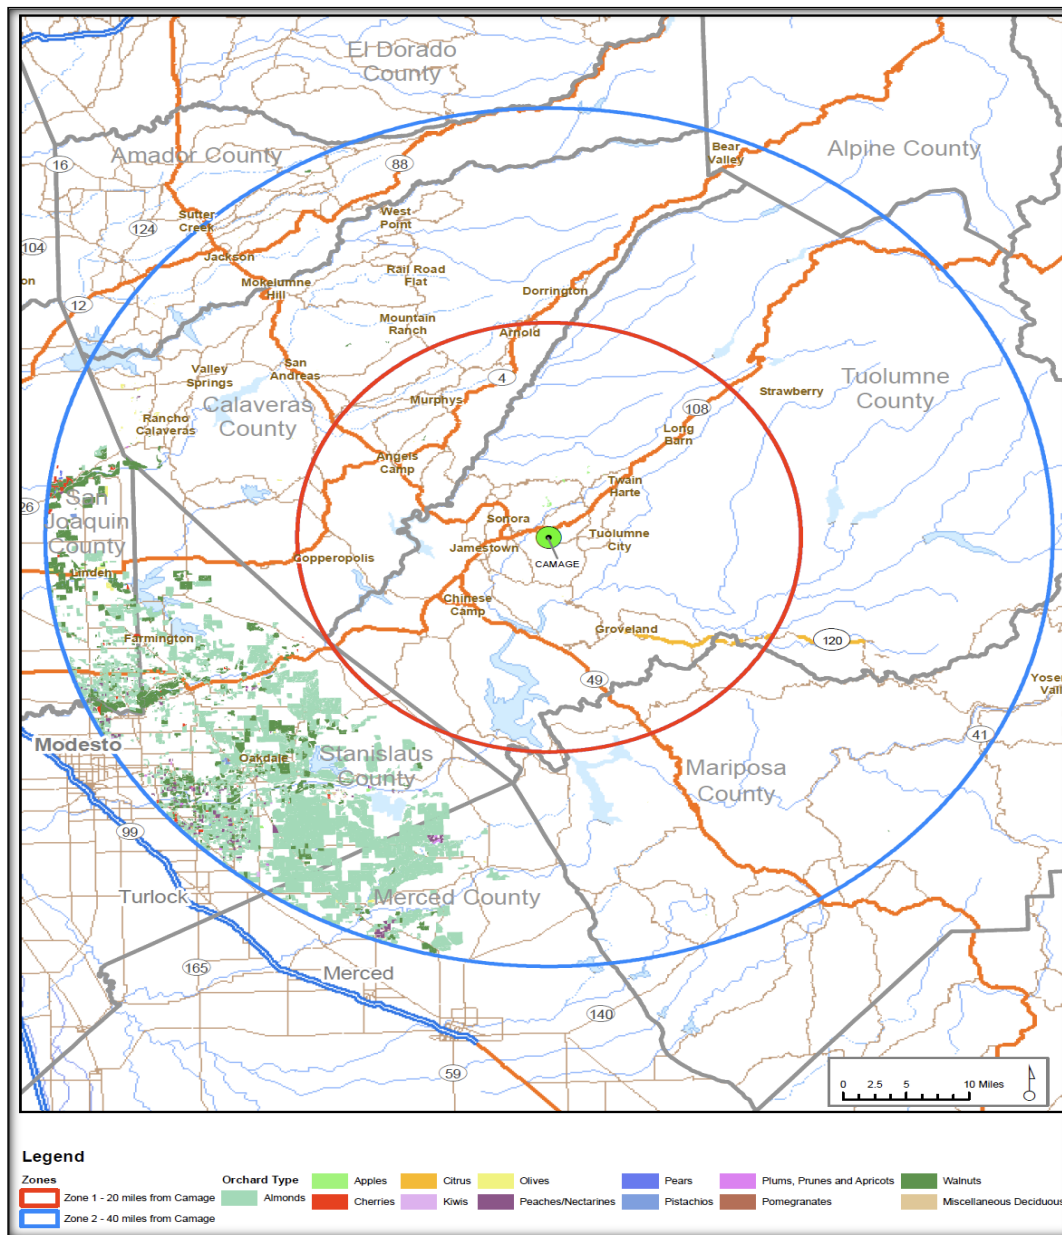 El Dorado
County
Bear
Valley
Alpine County
16
Amador County
88
124
Sutter
Creek
West
Point
104
Jackson
on
Rail Road
Flat
Mokelumne
Hill
Dorrington
12
Mountain
Ranch
Arnold
Valley
Springs
San
Andreas
4
Strawberry
Tuolumne
County
Calaveras
County
Murphys
108
Rancho
Calaveras
Long
Barn
Angels
Camp
Twain
Harte
26
San
Joaquin
County
Sonora
Jamestown
Tuolumne
City
CAMAGE
Copperopolis
Linden
Chinese
Camp
Farmington
Groveland
120
49
Yosem
Vall
Modesto
41
Oakdale
Stanislaus
County
Mariposa
County
99
Turlock
Merced County
165
Merced
140
59
0 2.5 5 10 Miles
Legend
Zones
Zone 1 - 20 miles from Camage
Zone 2 - 40 miles from Camage
Orchard Type
Almonds
Apples
Cherries
Citrus
Kiwis
Olives
Peaches/Nectarines
Pears
Pistachios
Plums, Prunes and Apricots
Pomegranates
Walnuts
Miscellaneous Deciduous